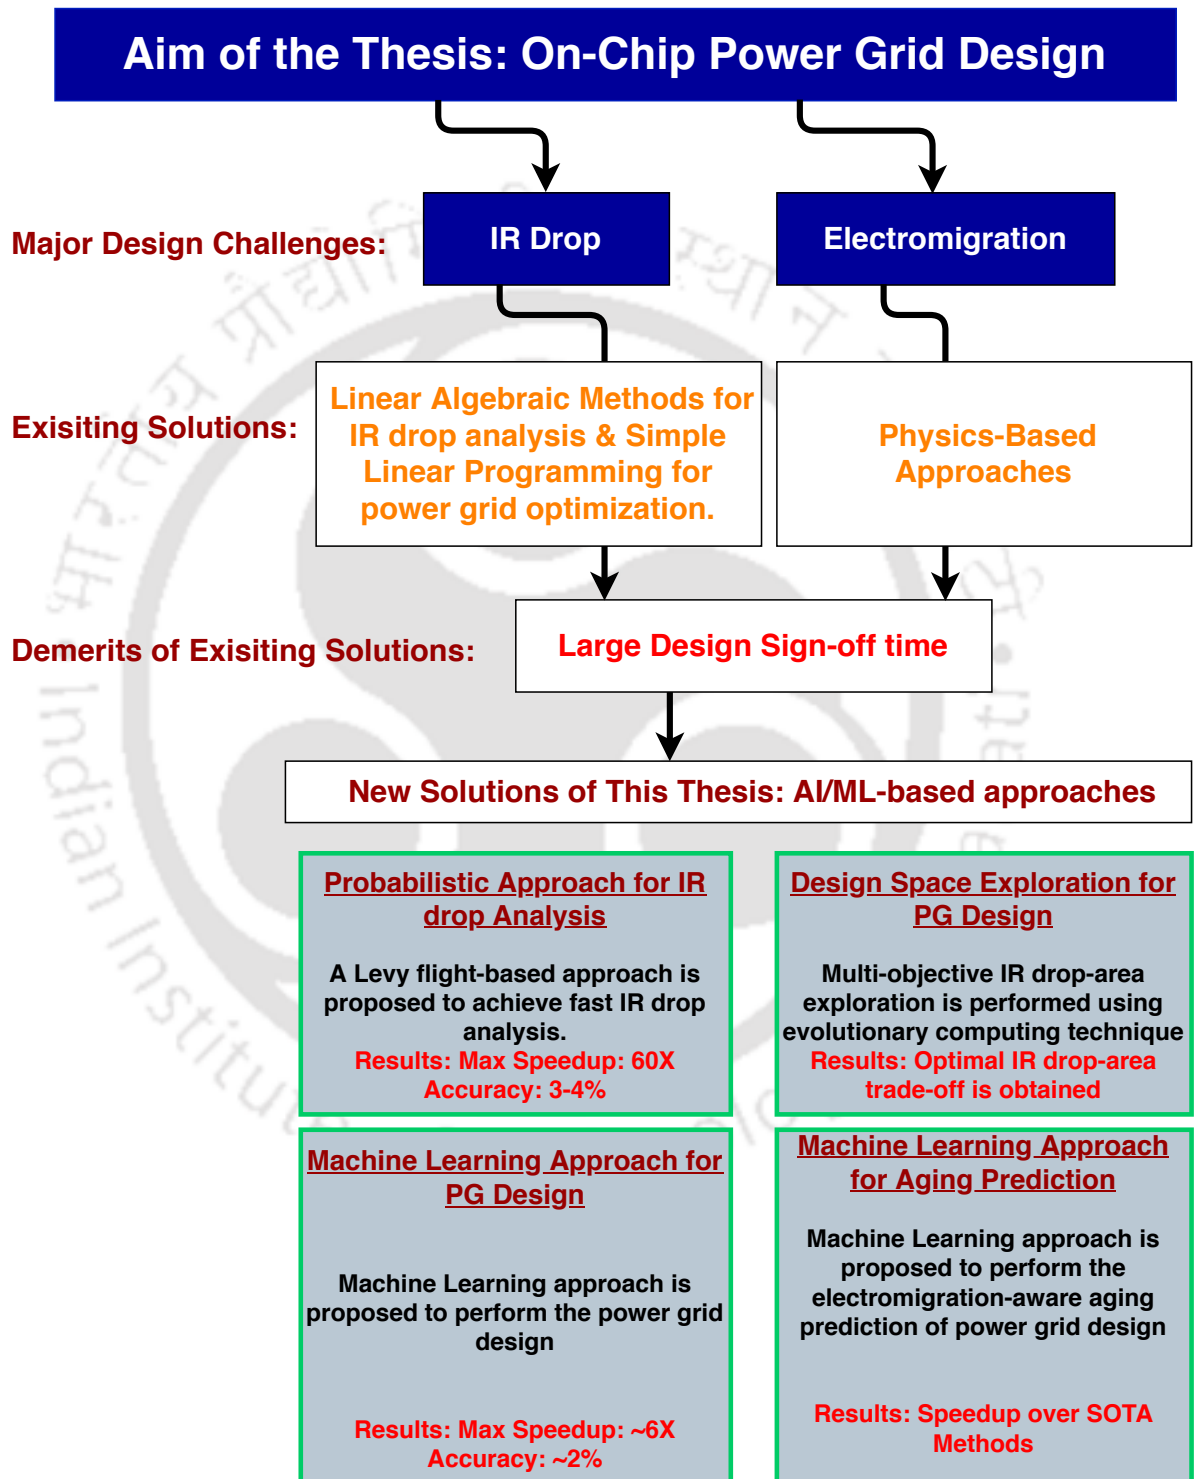 Aim of the Thesis: On-Chip Power Grid Design
Major Design Challenges:
IR Drop
Electromigration
Exisiting Solutions:
Linear Algebraic Methods for
IR drop analysis & Simple
Linear Programming for
power grid optimization.
Physics-Based
Approaches
Demerits of Exisiting Solutions:
Large Design Sign-off time
New Solutions of This Thesis: AI/ML-based approaches
Probabilistic Approach for IR
drop Analysis
A Levy flight-based approach is
proposed to achieve fast IR drop
analysis.
Results: Max Speedup: 60X
Accuracy: 3-4%
Design Space Exploration for
PG Design
Multi-objective IR drop-area
exploration is performed using
evolutionary computing technique
Results: Optimal IR drop-area
trade-off is obtained
Machine Learning Approach for
PG Design
Machine Learning approach is
proposed to perform the power grid
design
Results: Max Speedup: ~6X
Accuracy: ~2%
Machine Learning Approach
for Aging Prediction
Machine Learning approach is
proposed to perform the
electromigration-aware aging
prediction of power grid design
Results: Speedup over SOTA
Methods
Indian Institute